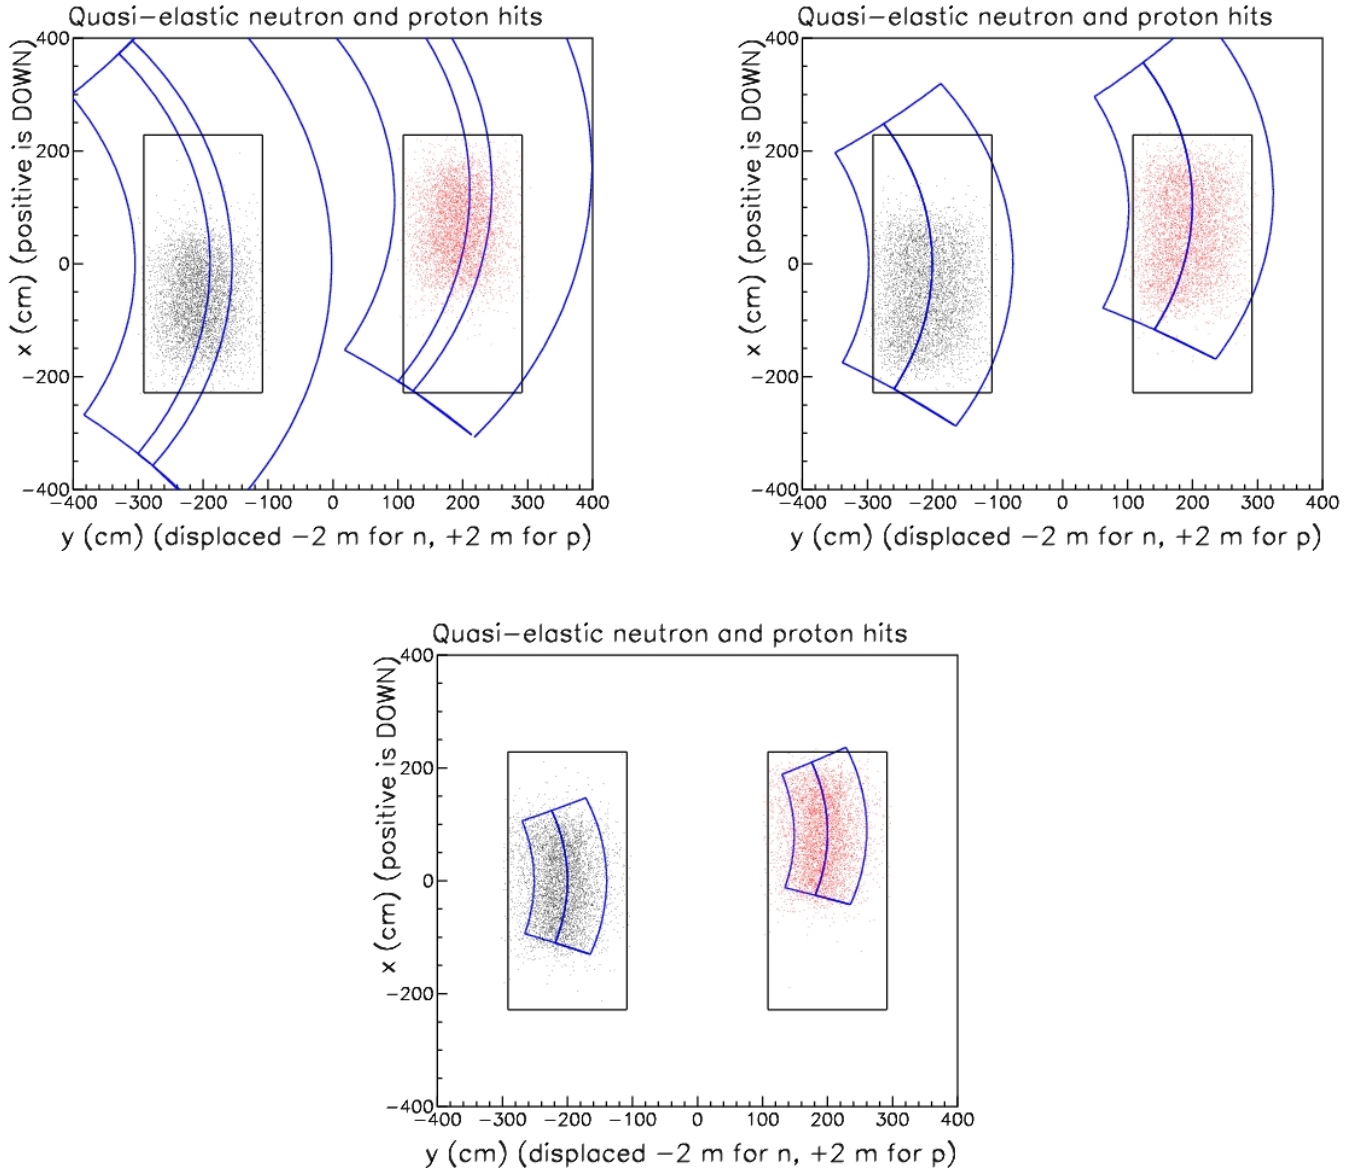 Quasi−elastic neutron and proton hits
x (cm) (positive is DOWN)
400
200
0
−200
−400
−400 −300 −200 −100 0 100 200 300 400
y (cm) (displaced −2 m for n, +2 m for p)
Quasi−elastic neutron and proton hits
x (cm) (positive is DOWN)
400
200
0
−200
−400
−400 −300 −200 −100 0 100 200 300 400
y (cm) (displaced −2 m for n, +2 m for p)
Quasi−elastic neutron and proton hits
x (cm) (positive is DOWN)
400
200
0
−200
−400
−400 −300 −200 −100 0 100 200 300 400
y (cm) (displaced −2 m for n, +2 m for p)